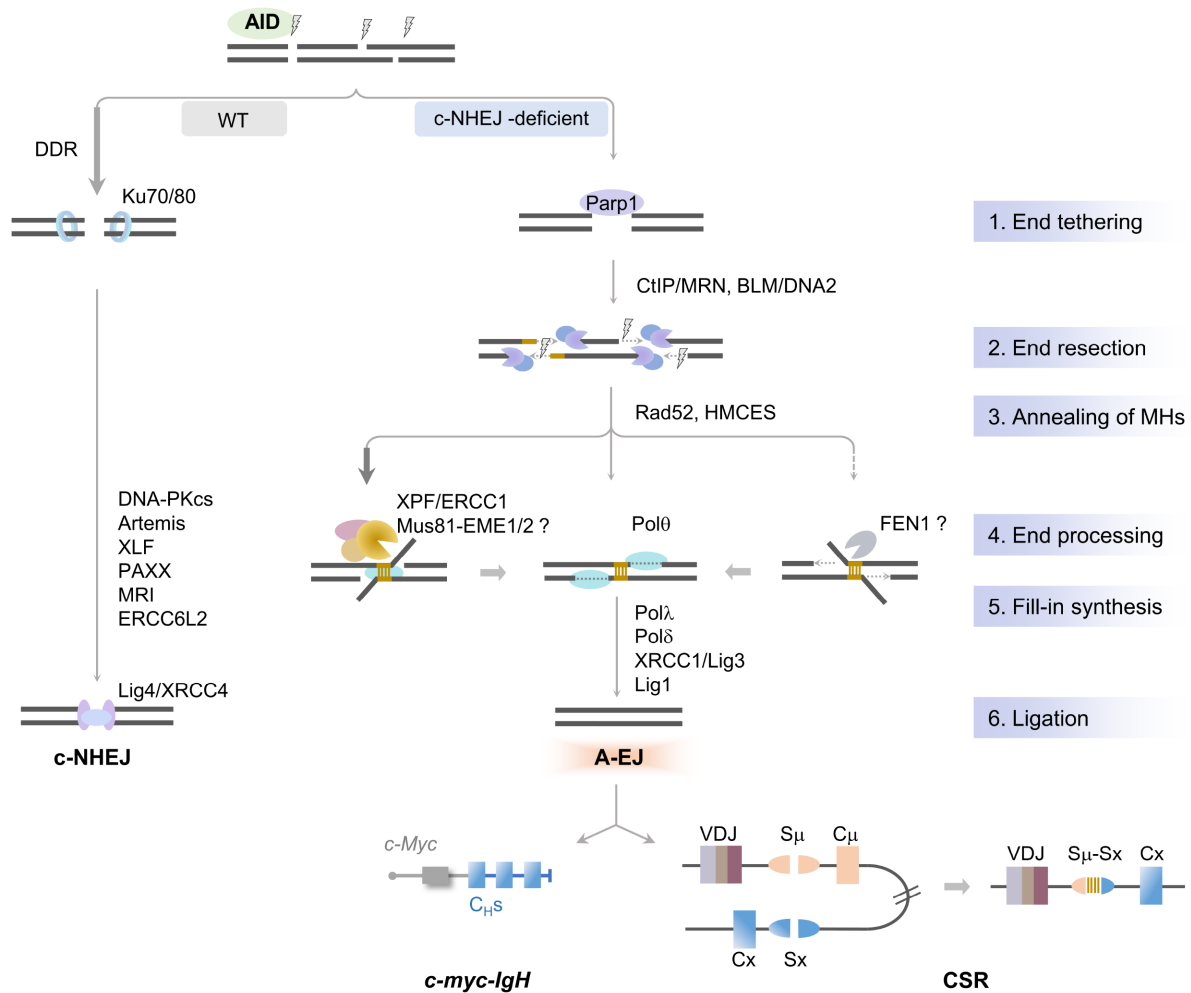 AID
WT
c-NHEJ -deficient
DDR
Ku70/80
Parp1
1. End tethering
CtIP/MRN, BLM/DNA2
2. End resection
Rad52, HMCES
3. Annealing of MHs
DNA-PKcs
Artemis
XLF
PAXX
MRI
ERCC6L2
XPF/ERCC1
Mus81-EME1/2 ?
Polθ
FEN1 ?
4. End processing
5. Fill-in synthesis
Polλ
Polδ
XRCC1/Lig3
Lig1
Lig4/XRCC4
6. Ligation
c-NHEJ
A-EJ
c-Myc
CHs
VDJ
Sμ
Cμ
Cx
Sx
VDJ
Sμ-Sx
Cx
c-myc-IgH
CSR